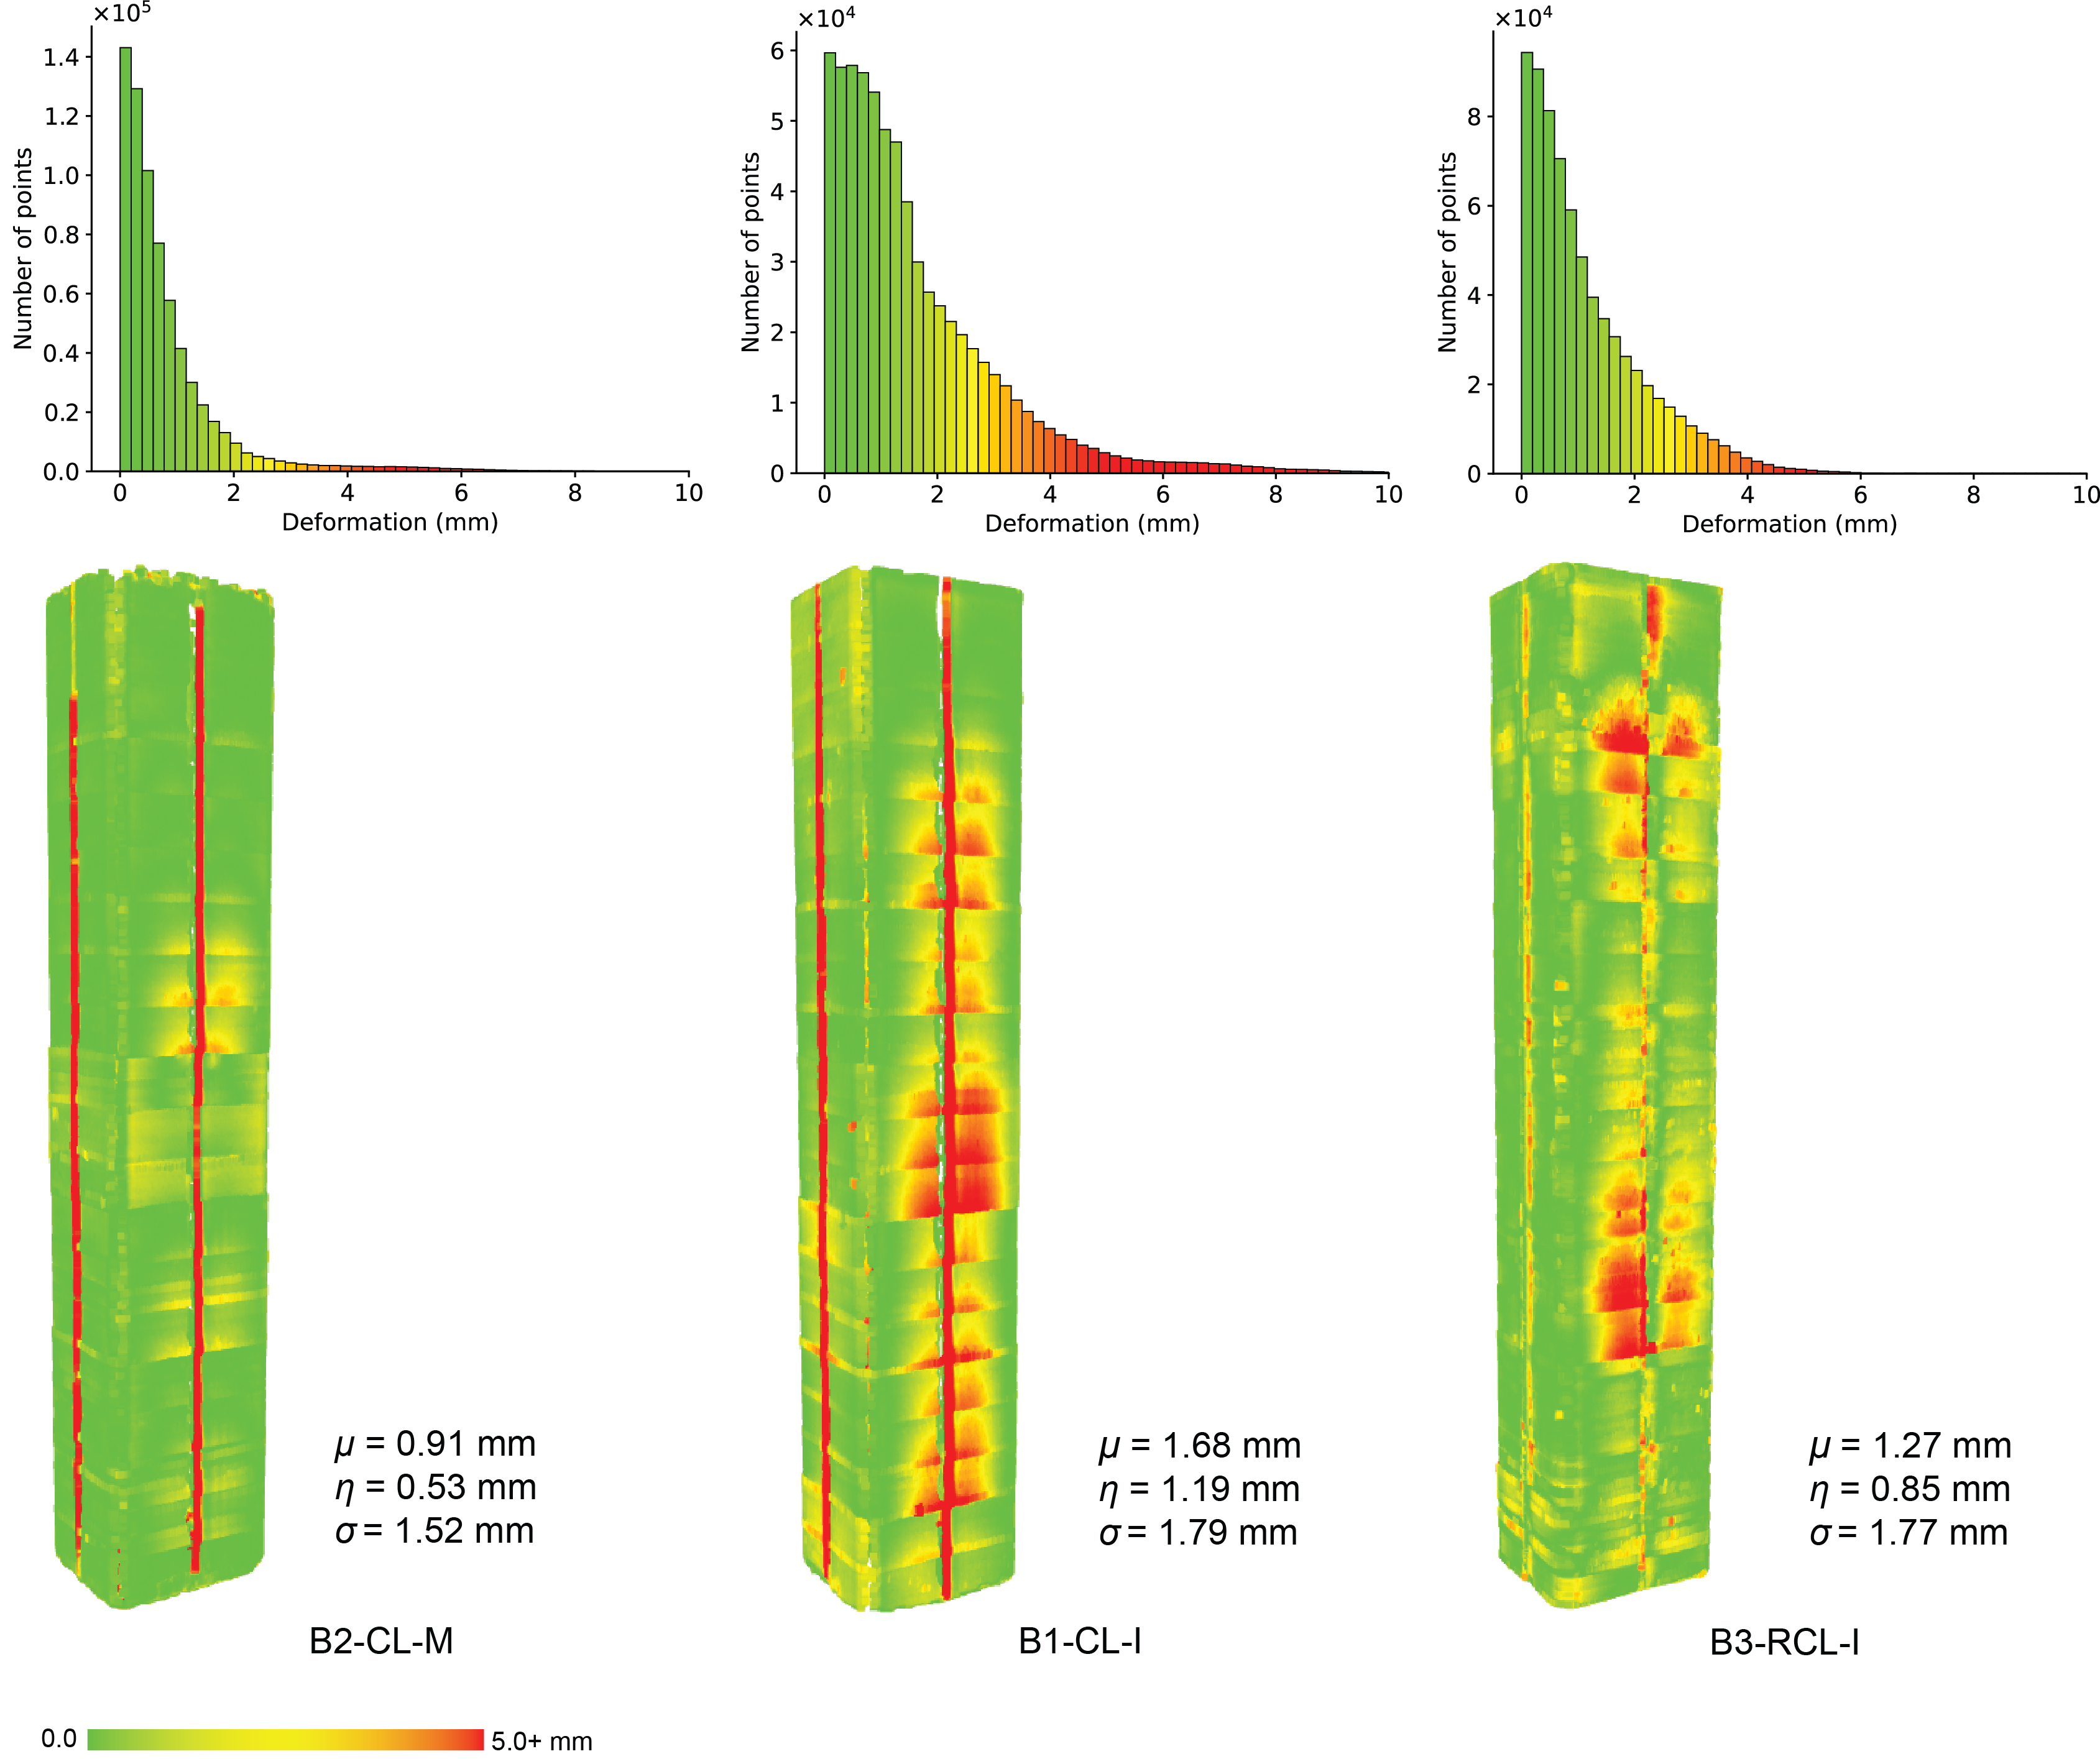 ×10⁵
1.4
1.2
1.0
0.8
0.6
0.4
0.2
0.0
Number of points
0 2 4 6 8 10
Deformation (mm)
×10⁴
6
5
4
3
2
1
0
Number of points
0 2 4 6 8 10
Deformation (mm)
×10⁴
8
6
4
2
0
Number of points
0 2 4 6 8 10
Deformation (mm)
μ = 0.91 mm
η = 0.53 mm
σ = 1.52 mm
B2-CL-M
μ = 1.68 mm
η = 1.19 mm
σ = 1.79 mm
B1-CL-I
μ = 1.27 mm
η = 0.85 mm
σ = 1.77 mm
B3-RCL-I
0.0 5.0+ mm